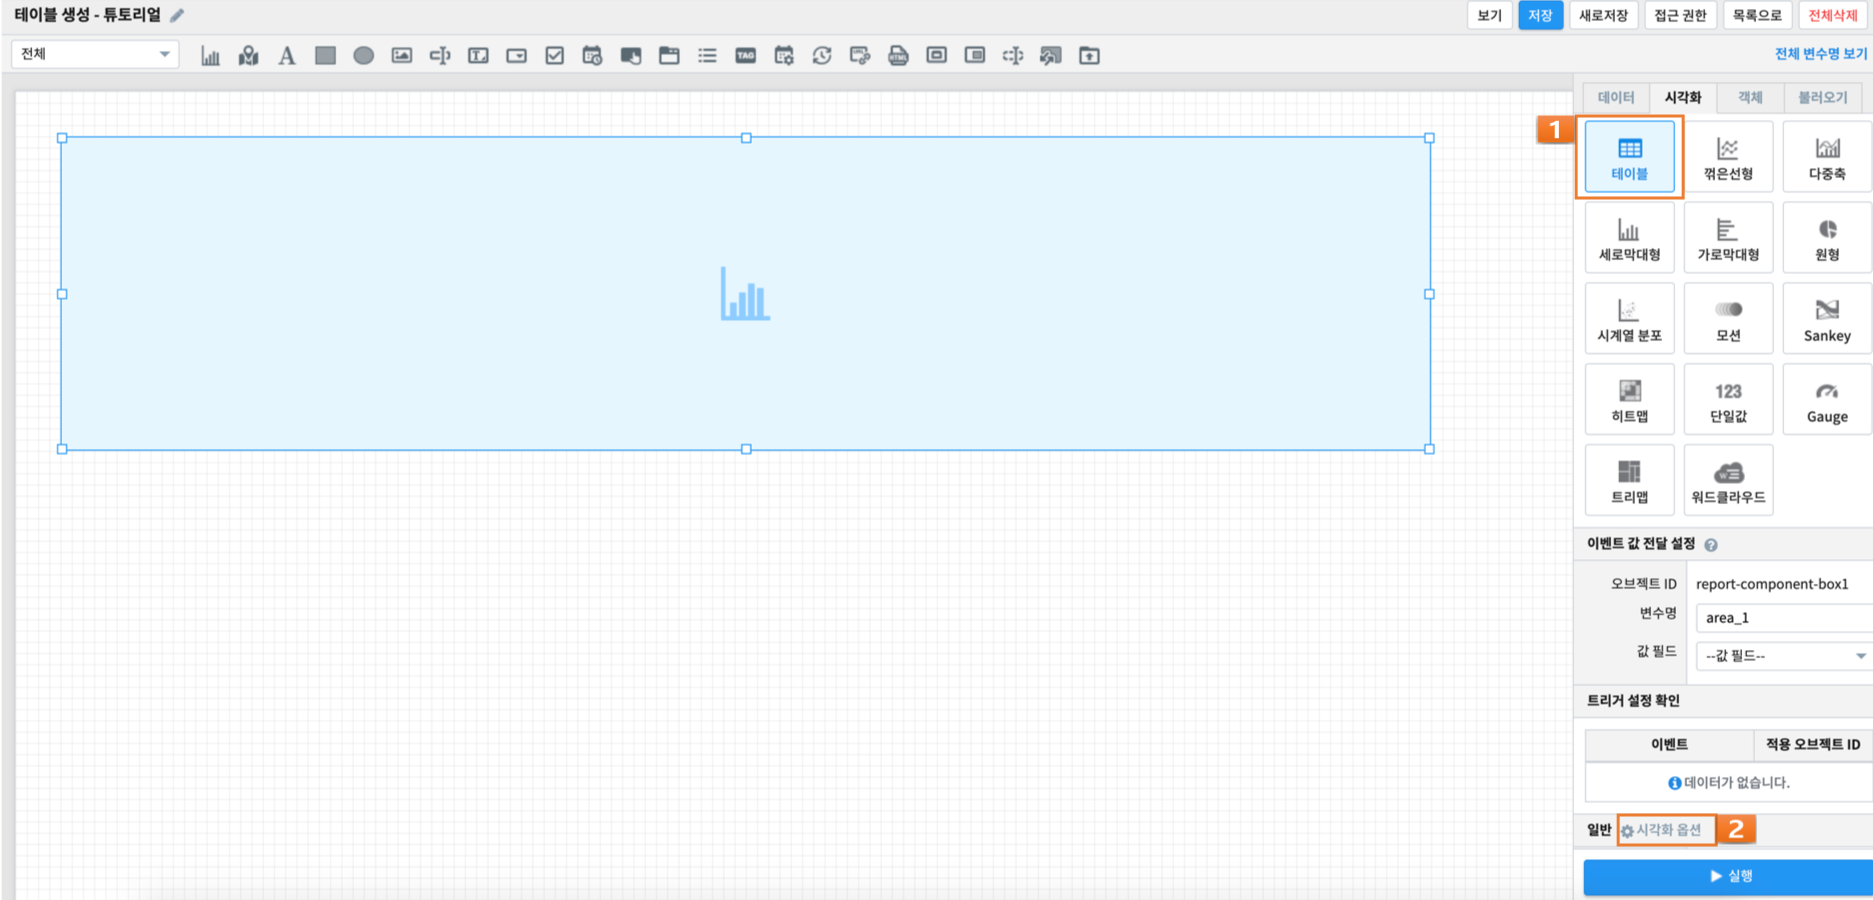 테이블 생성 - 튜토리얼
보기 저장 새로저장 접근 권한 목록으로 전체삭제
전체
A
TAG
HTML
전체 변수명 보기
데이터 시각화 객체 불러오기
1
테이블 꺾은선형 다중축
세로막대형 가로막대형 원형
시계열 분포 모션 Sankey
123
히트맵 단일값 Gauge
W
트리맵 워드클라우드
이벤트 값 전달 설정 ?
오브젝트 ID report-component-box1
변수명 area_1
값 필드 --값 필드--
트리거 설정 확인
이벤트 적용 오브젝트 ID
데이터가 없습니다.
일반 시각화 옵션 2
실행